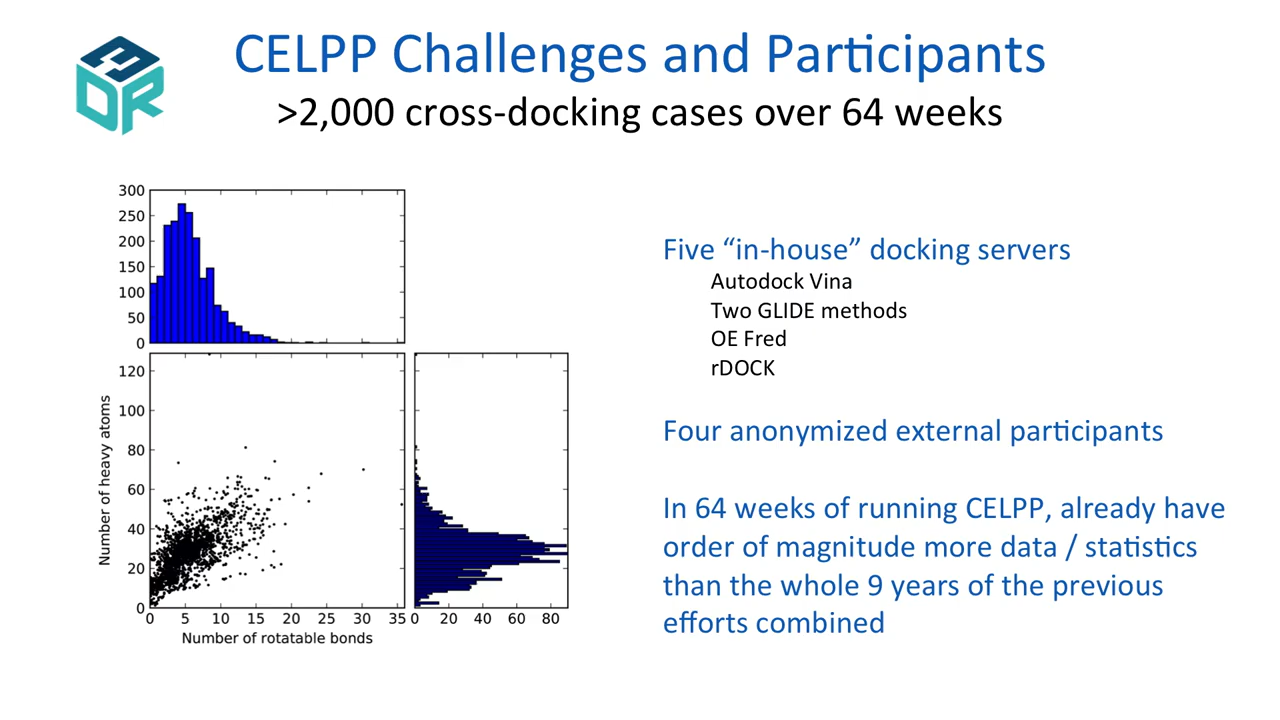 CELPP Challenges and Participants
>2,000 cross-docking cases over 64 weeks
D3R
300
250
200
150
100
50
0
Number of heavy atoms
120
100
80
60
40
20
0
0 5 10 15 20 25 30 35
Number of rotatable bonds
0 20 40 60 80
Five “in-house” docking servers
Autodock Vina
Two GLIDE methods
OE Fred
rDOCK
Four anonymized external participants
In 64 weeks of running CELPP, already have
order of magnitude more data / statistics
than the whole 9 years of the previous
efforts combined